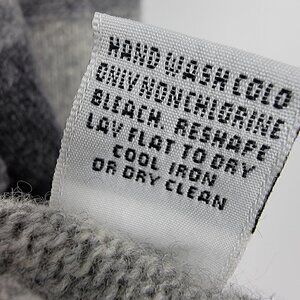 HAND WASH COLD
ONLY NONCHLORINE
BLEACH. RESHAPE
LAY FLAT TO DRY
COOL IRON
OR DRY CLEAN